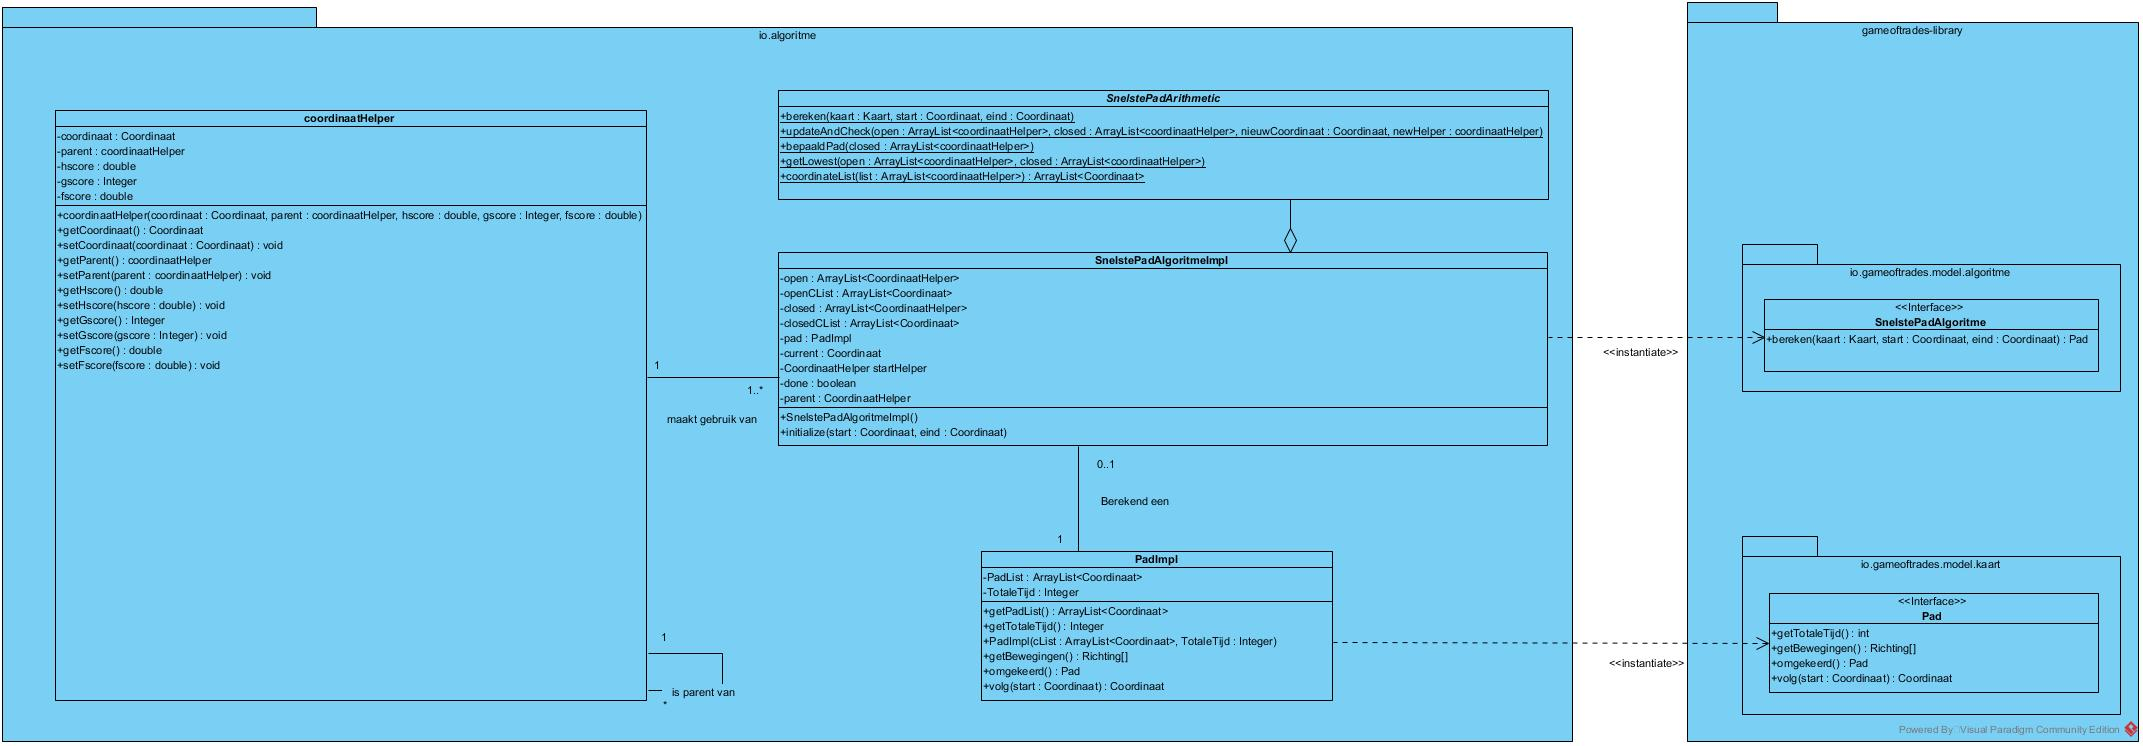 io.algoritme
coordinaatHelper
-coordinaat : Coordinaat
-parent : coordinaatHelper
-hscore : double
-gscore : Integer
-fscore : double
+coordinaatHelper(coordinaat : Coordinaat, parent : coordinaatHelper, hscore : double, gscore : Integer, fscore : double)
+getCoordinaat() : Coordinaat
+setCoordinaat(coordinaat : Coordinaat) : void
+getParent() : coordinaatHelper
+setParent(parent : coordinaatHelper) : void
+getHscore() : double
+setHscore(hscore : double) : void
+getGscore() : Integer
+setGscore(gscore : Integer) : void
+getFscore() : double
+setFscore(fscore : double) : void
1
1..*
maakt gebruik van
1
is parent van
*
SnelstePadArithmetic
+bereken(kaart : Kaart, start : Coordinaat, eind : Coordinaat)
+updateAndCheck(open : ArrayList<coordinaatHelper>, closed : ArrayList<coordinaatHelper>, nieuwCoordinaat : Coordinaat, newHelper : coordinaatHelper)
+bepaaldPad(closed : ArrayList<coordinaatHelper>)
+getLowest(open : ArrayList<coordinaatHelper>, closed : ArrayList<coordinaatHelper>)
+coordinateList(list : ArrayList<coordinaatHelper>) : ArrayList<Coordinaat>
SnelstePadAlgoritmeImpl
-open : ArrayList<CoordinaatHelper>
-openCList : ArrayList<Coordinaat>
-closed : ArrayList<CoordinaatHelper>
-closedCList : ArrayList<Coordinaat>
-pad : PadImpl
-current : Coordinaat
-CoordinaatHelper startHelper
-done : boolean
-parent : CoordinaatHelper
+SnelstePadAlgoritmeImpl()
+initialize(start : Coordinaat, eind : Coordinaat)
0..1
Berekend een
1
PadImpl
-PadList : ArrayList<Coordinaat>
-TotaleTijd : Integer
+getPadList() : ArrayList<Coordinaat>
+getTotaleTijd() : Integer
+PadImpl(cList : ArrayList<Coordinaat>, TotaleTijd : Integer)
+getBewegingen() : Richting[]
+omgekeerd() : Pad
+volg(start : Coordinaat) : Coordinaat
<<instantiate>>
<<instantiate>>
gameoftrades-library
io.gameoftrades.model.algoritme
<<Interface>>
SnelstePadAlgoritme
+bereken(kaart : Kaart, start : Coordinaat, eind : Coordinaat) : Pad
io.gameoftrades.model.kaart
<<Interface>>
Pad
+getTotaleTijd() : int
+getBewegingen() : Richting[]
+omgekeerd() : Pad
+volg(start : Coordinaat) : Coordinaat
Powered By Visual Paradigm Community Edition